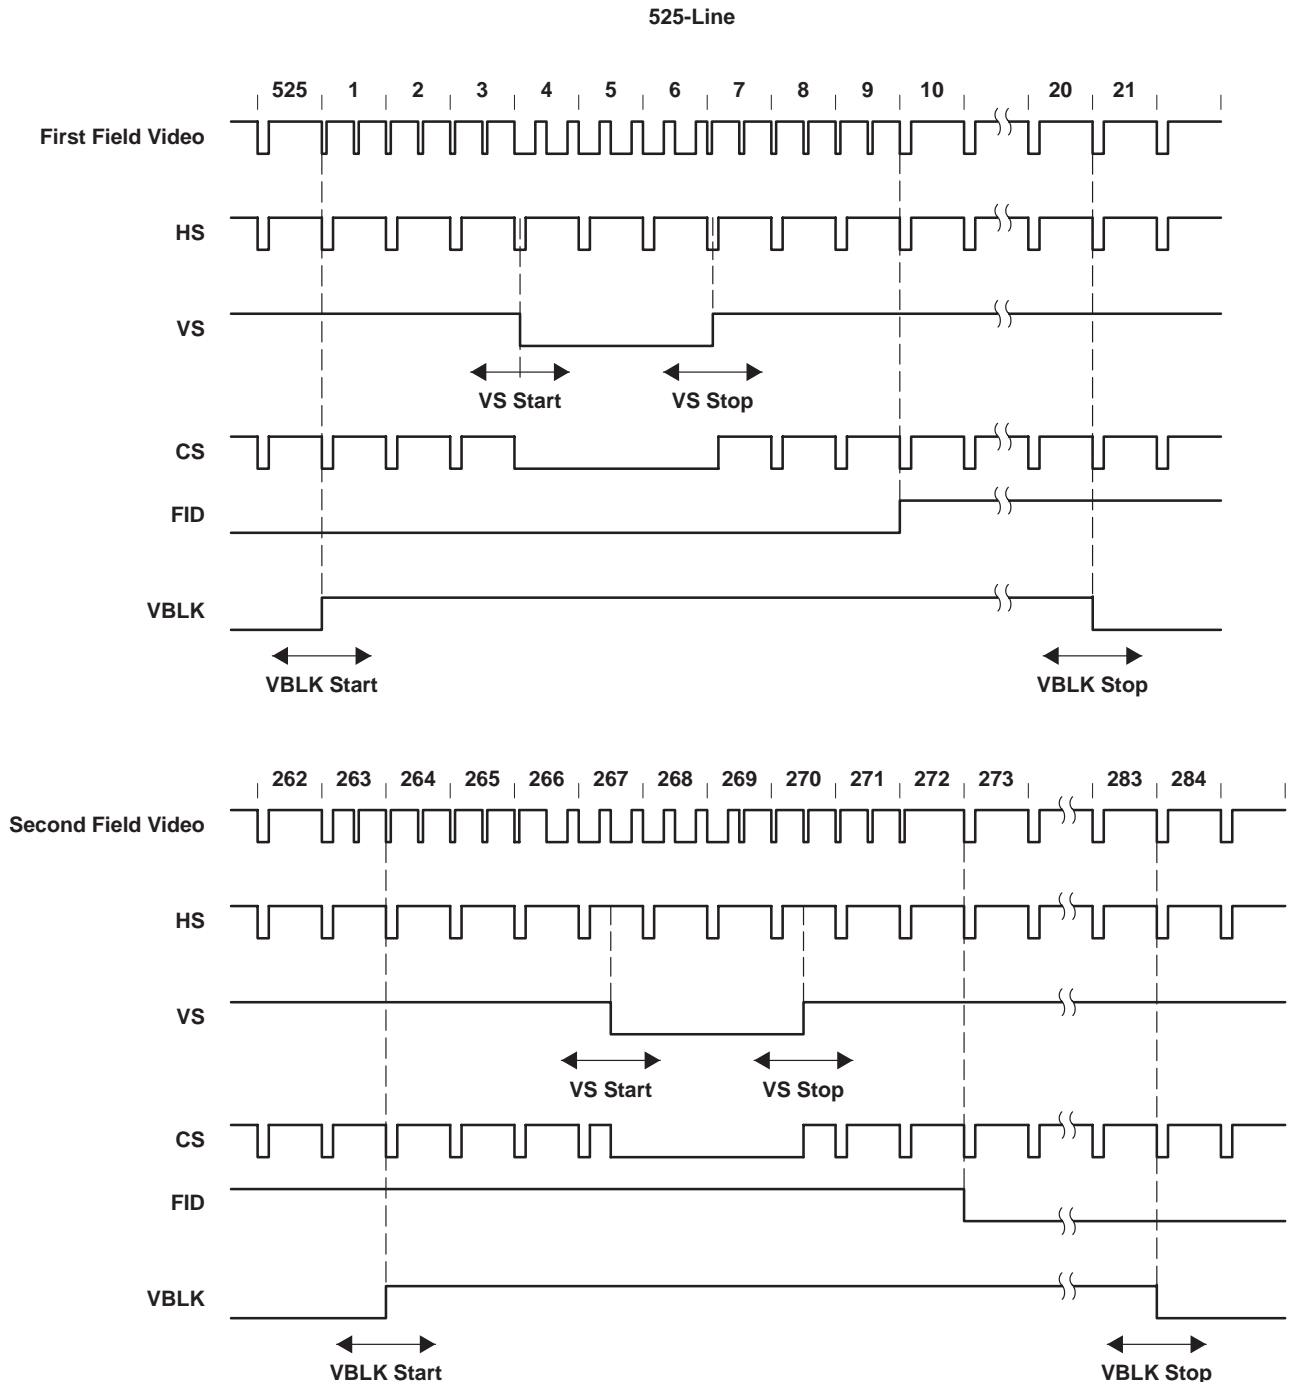 525-Line
525 1 2 3 4 5 6 7 8 9 10 20 21
First Field Video
HS
VS
VS Start VS Stop
CS
FID
VBLK
VBLK Start VBLK Stop
262 263 264 265 266 267 268 269 270 271 272 273 283 284
Second Field Video
HS
VS
VS Start VS Stop
CS
FID
VBLK
VBLK Start VBLK Stop